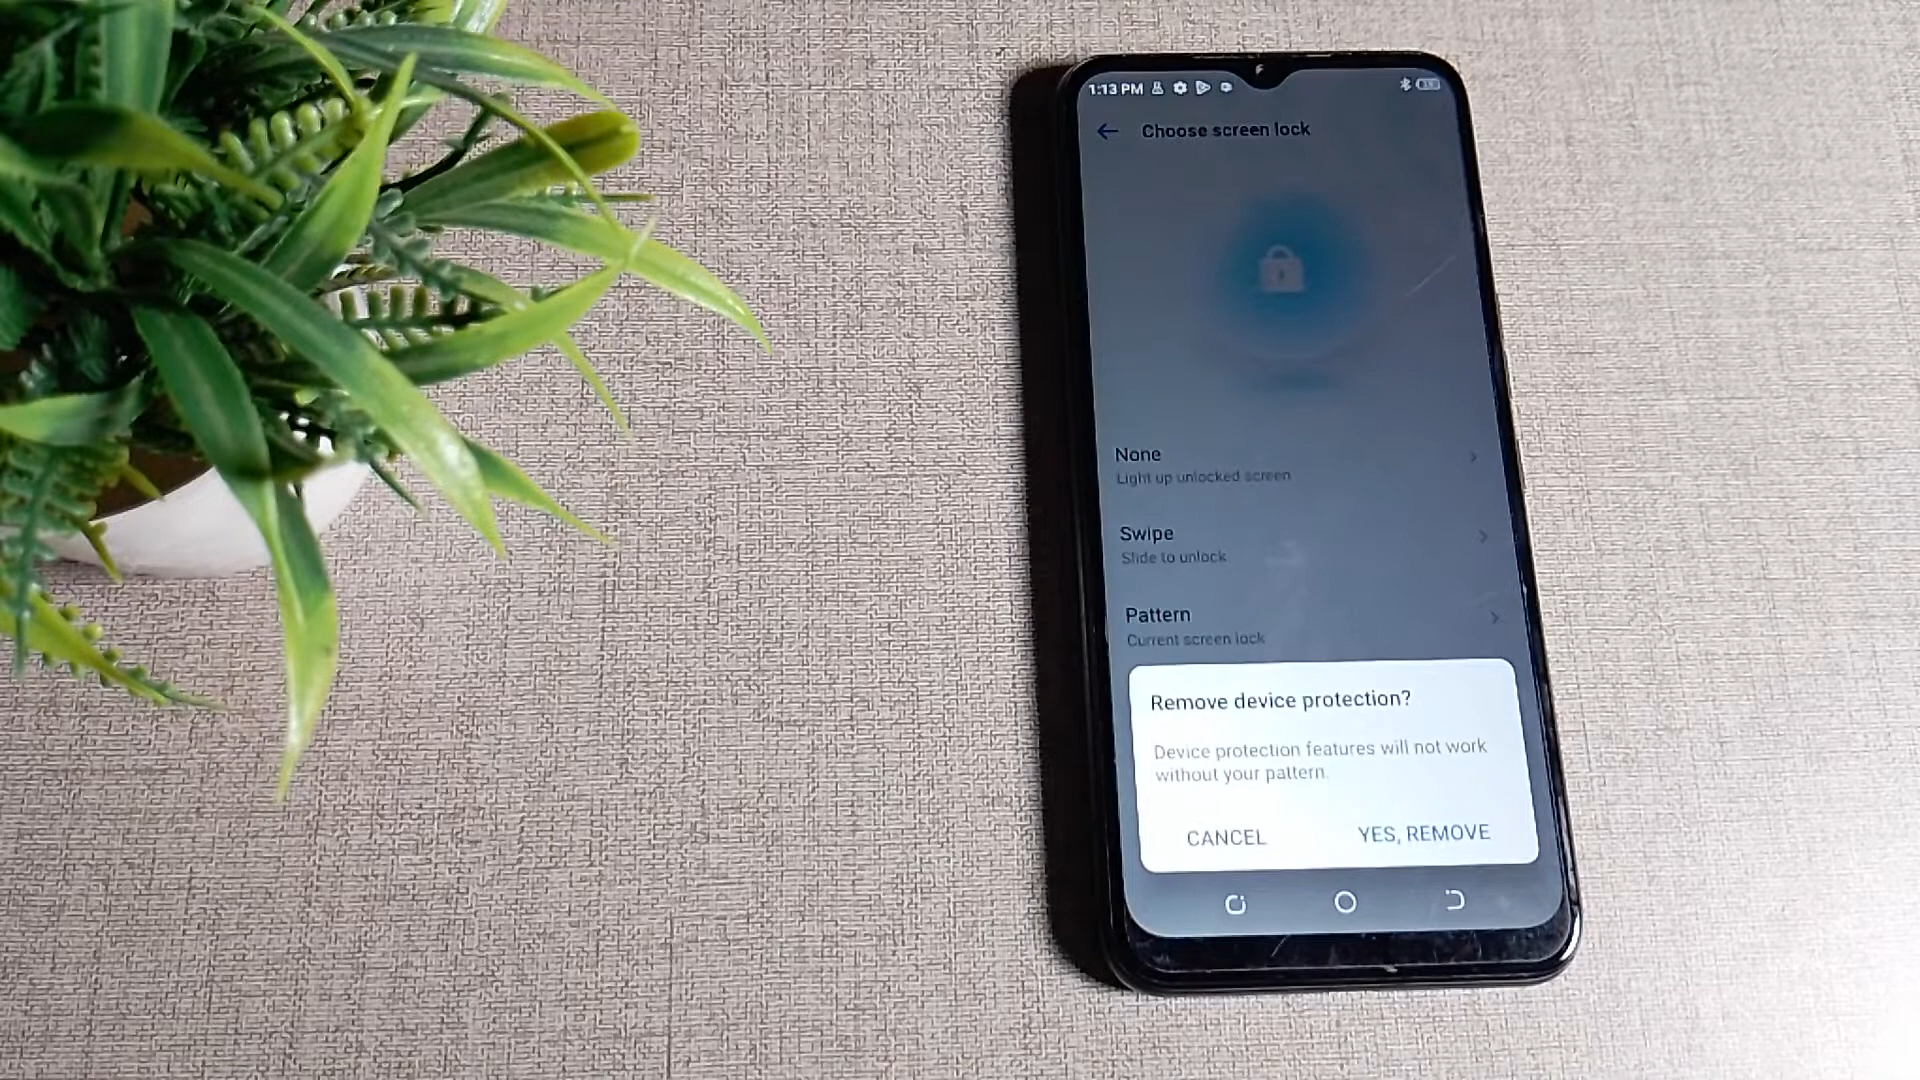 1:13 PM
Choose screen lock
None
Light up unlocked screen
Swipe
Slide to unlock
Pattern
Current screen lock
Remove device protection?
Device protection features will not work
without your pattern.
CANCEL YES, REMOVE